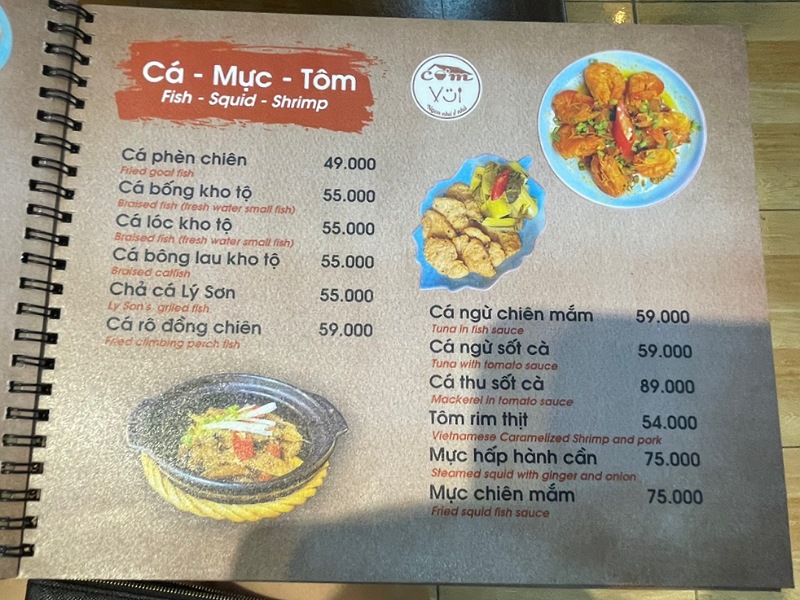 Cá - Mực - Tôm
Fish - Squid - Shrimp
Cơm
Vui
Cá phèn chiên 49.000
Fried goat fish
Cá bống kho tộ 55.000
Braised fish (fresh water small fish)
Cá lóc kho tộ 55.000
Braised fish (fresh water small fish)
Cá bông lau kho tộ 55.000
Braised catfish
Chả cá Lý Sơn 55.000
Ly Son's grilled fish
Cá rô đồng chiên 59.000
Fried climbing perch fish
Cá ngừ chiên mắm 59.000
Tuna in fish sauce
Cá ngừ sốt cà 59.000
Tuna with tomato sauce
Cá thu sốt cà 89.000
Mackerel in tomato sauce
Tôm rim thịt 54.000
Vietnamese Caramelized Shrimp and pork
Mực hấp hành cần 75.000
Steamed squid with ginger and onion
Mực chiên mắm 75.000
Fried squid fish sauce